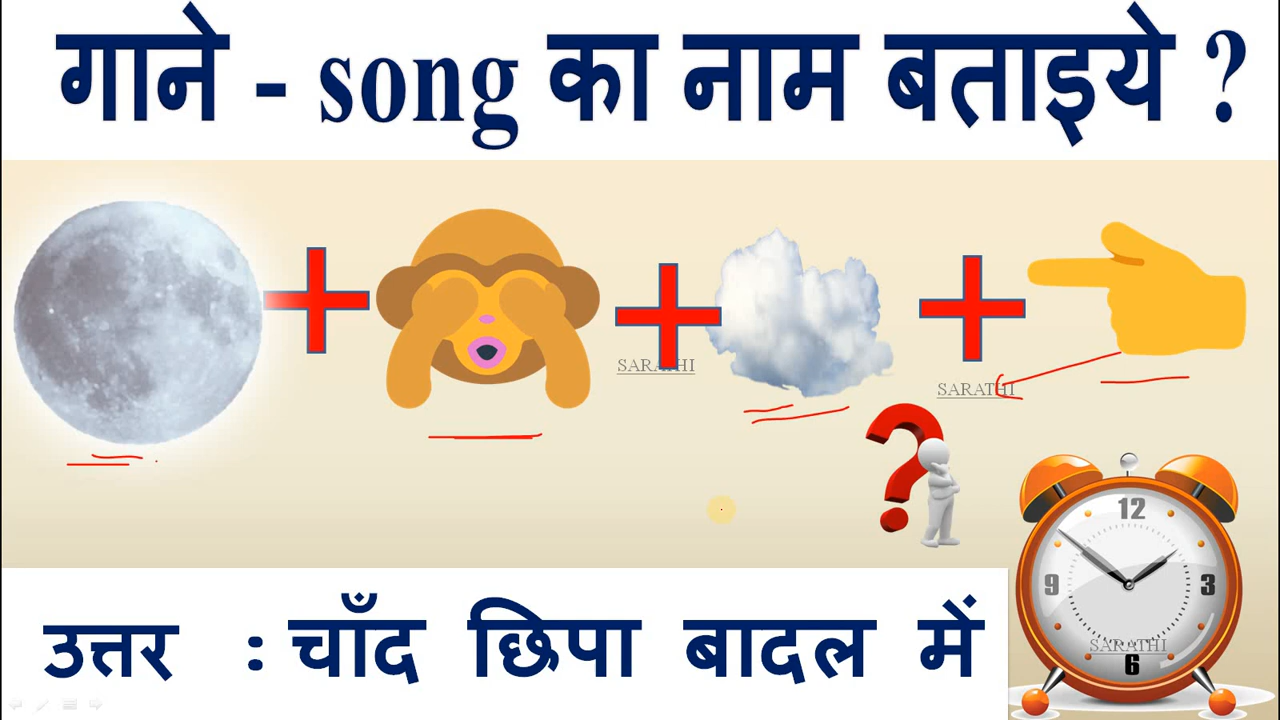 गाने - song का नाम बताइये ?
SARATHI
SARATHI
12
9
3
SARATHI
6
उत्तर : चाँद छिपा बादल में